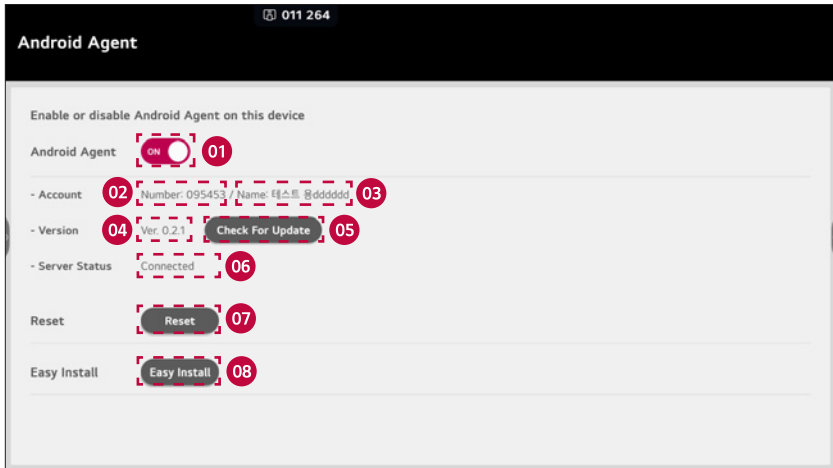 011 264
Android Agent
Enable or disable Android Agent on this device
Android Agent ON 01
- Account 02 Number: 095453 / Name: 테스트 용dddddd 03
- Version 04 Ver. 0.2.1 Check For Update 05
- Server Status Connected 06
Reset Reset 07
Easy Install Easy Install 08